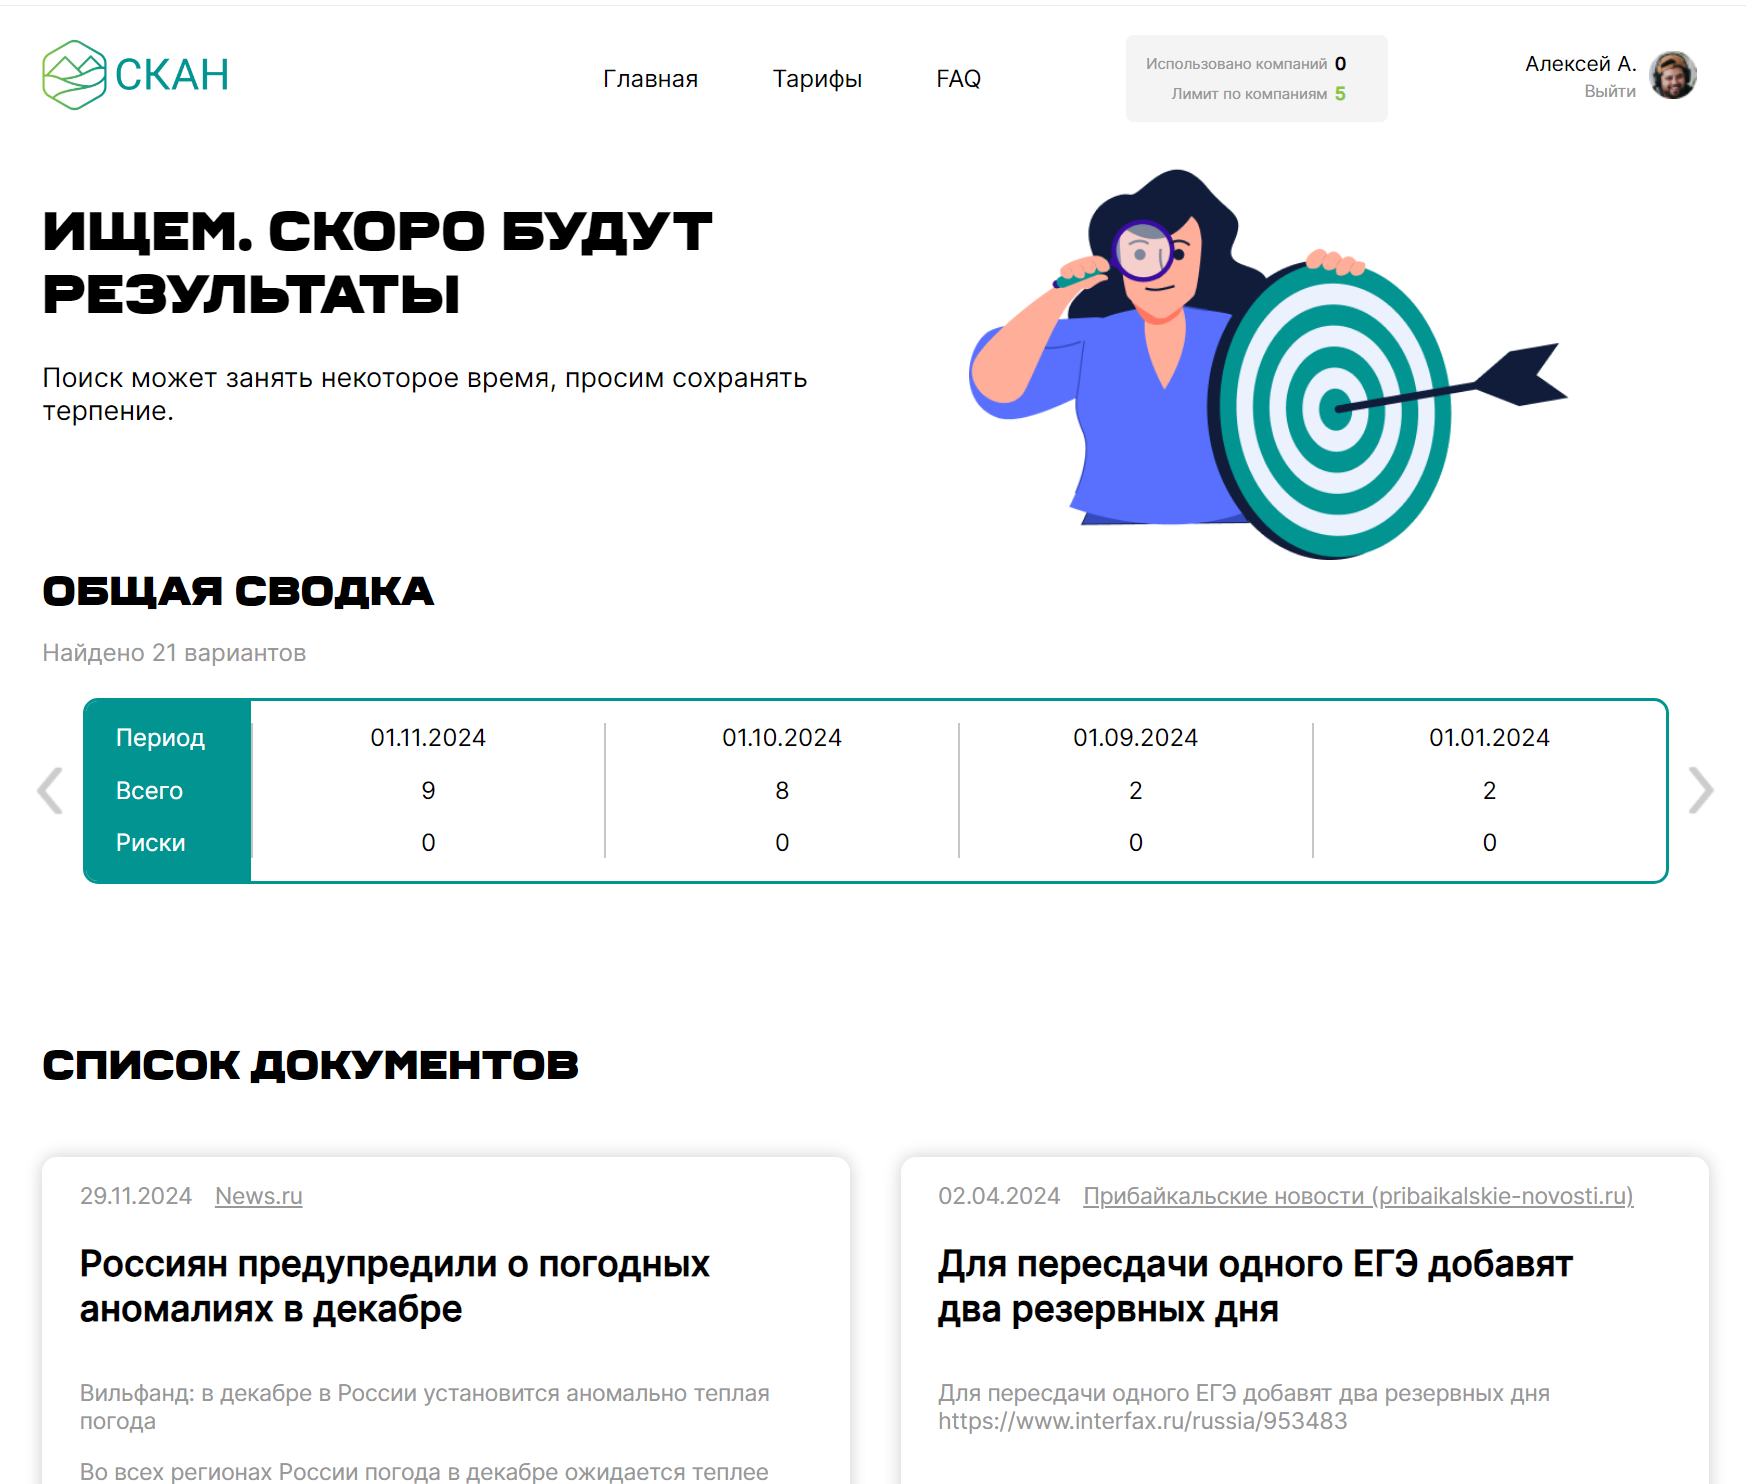 СКАН
Главная
Тарифы
FAQ
Использовано компаний 0
Лимит по компаниям 5
Алексей А.
Выйти
ИЩЕМ. СКОРО БУДУТ
РЕЗУЛЬТАТЫ
Поиск может занять некоторое время, просим сохранять
терпение.
ОБЩАЯ СВОДКА
Найдено 21 вариантов
Период 01.11.2024 01.10.2024 01.09.2024 01.01.2024
Всего 9 8 2 2
Риски 0 0 0 0
СПИСОК ДОКУМЕНТОВ
29.11.2024 News.ru
Россиян предупредили о погодных
аномалиях в декабре
Вильфанд: в декабре в России установится аномально теплая
погода
Во всех регионах России погода в декабре ожидается теплее
02.04.2024 Прибайкальские новости (pribaikalskie-novosti.ru)
Для пересдачи одного ЕГЭ добавят
два резервных дня
Для пересдачи одного ЕГЭ добавят два резервных дня
https://www.interfax.ru/russia/953483